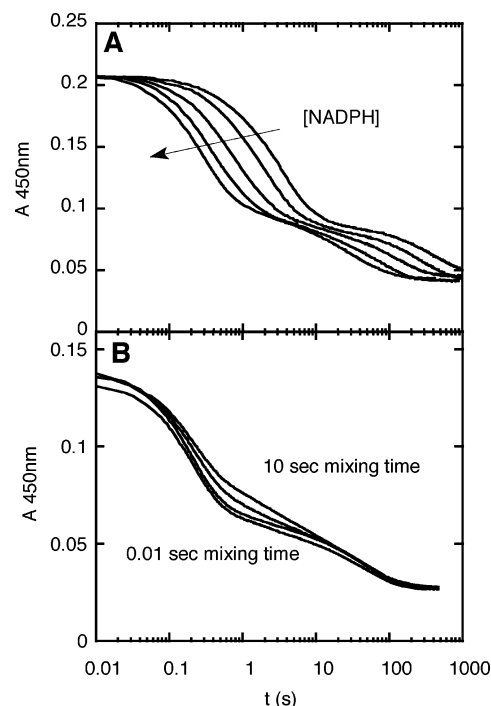 0.25
A
0.2
[NADPH]
0.15
A 450nm
0.1
0.05
0
0.15
B
0.1
10 sec mixing time
A 450nm
0.05
0.01 sec mixing time
0
0.01 0.1 1 10 100 1000
t (s)